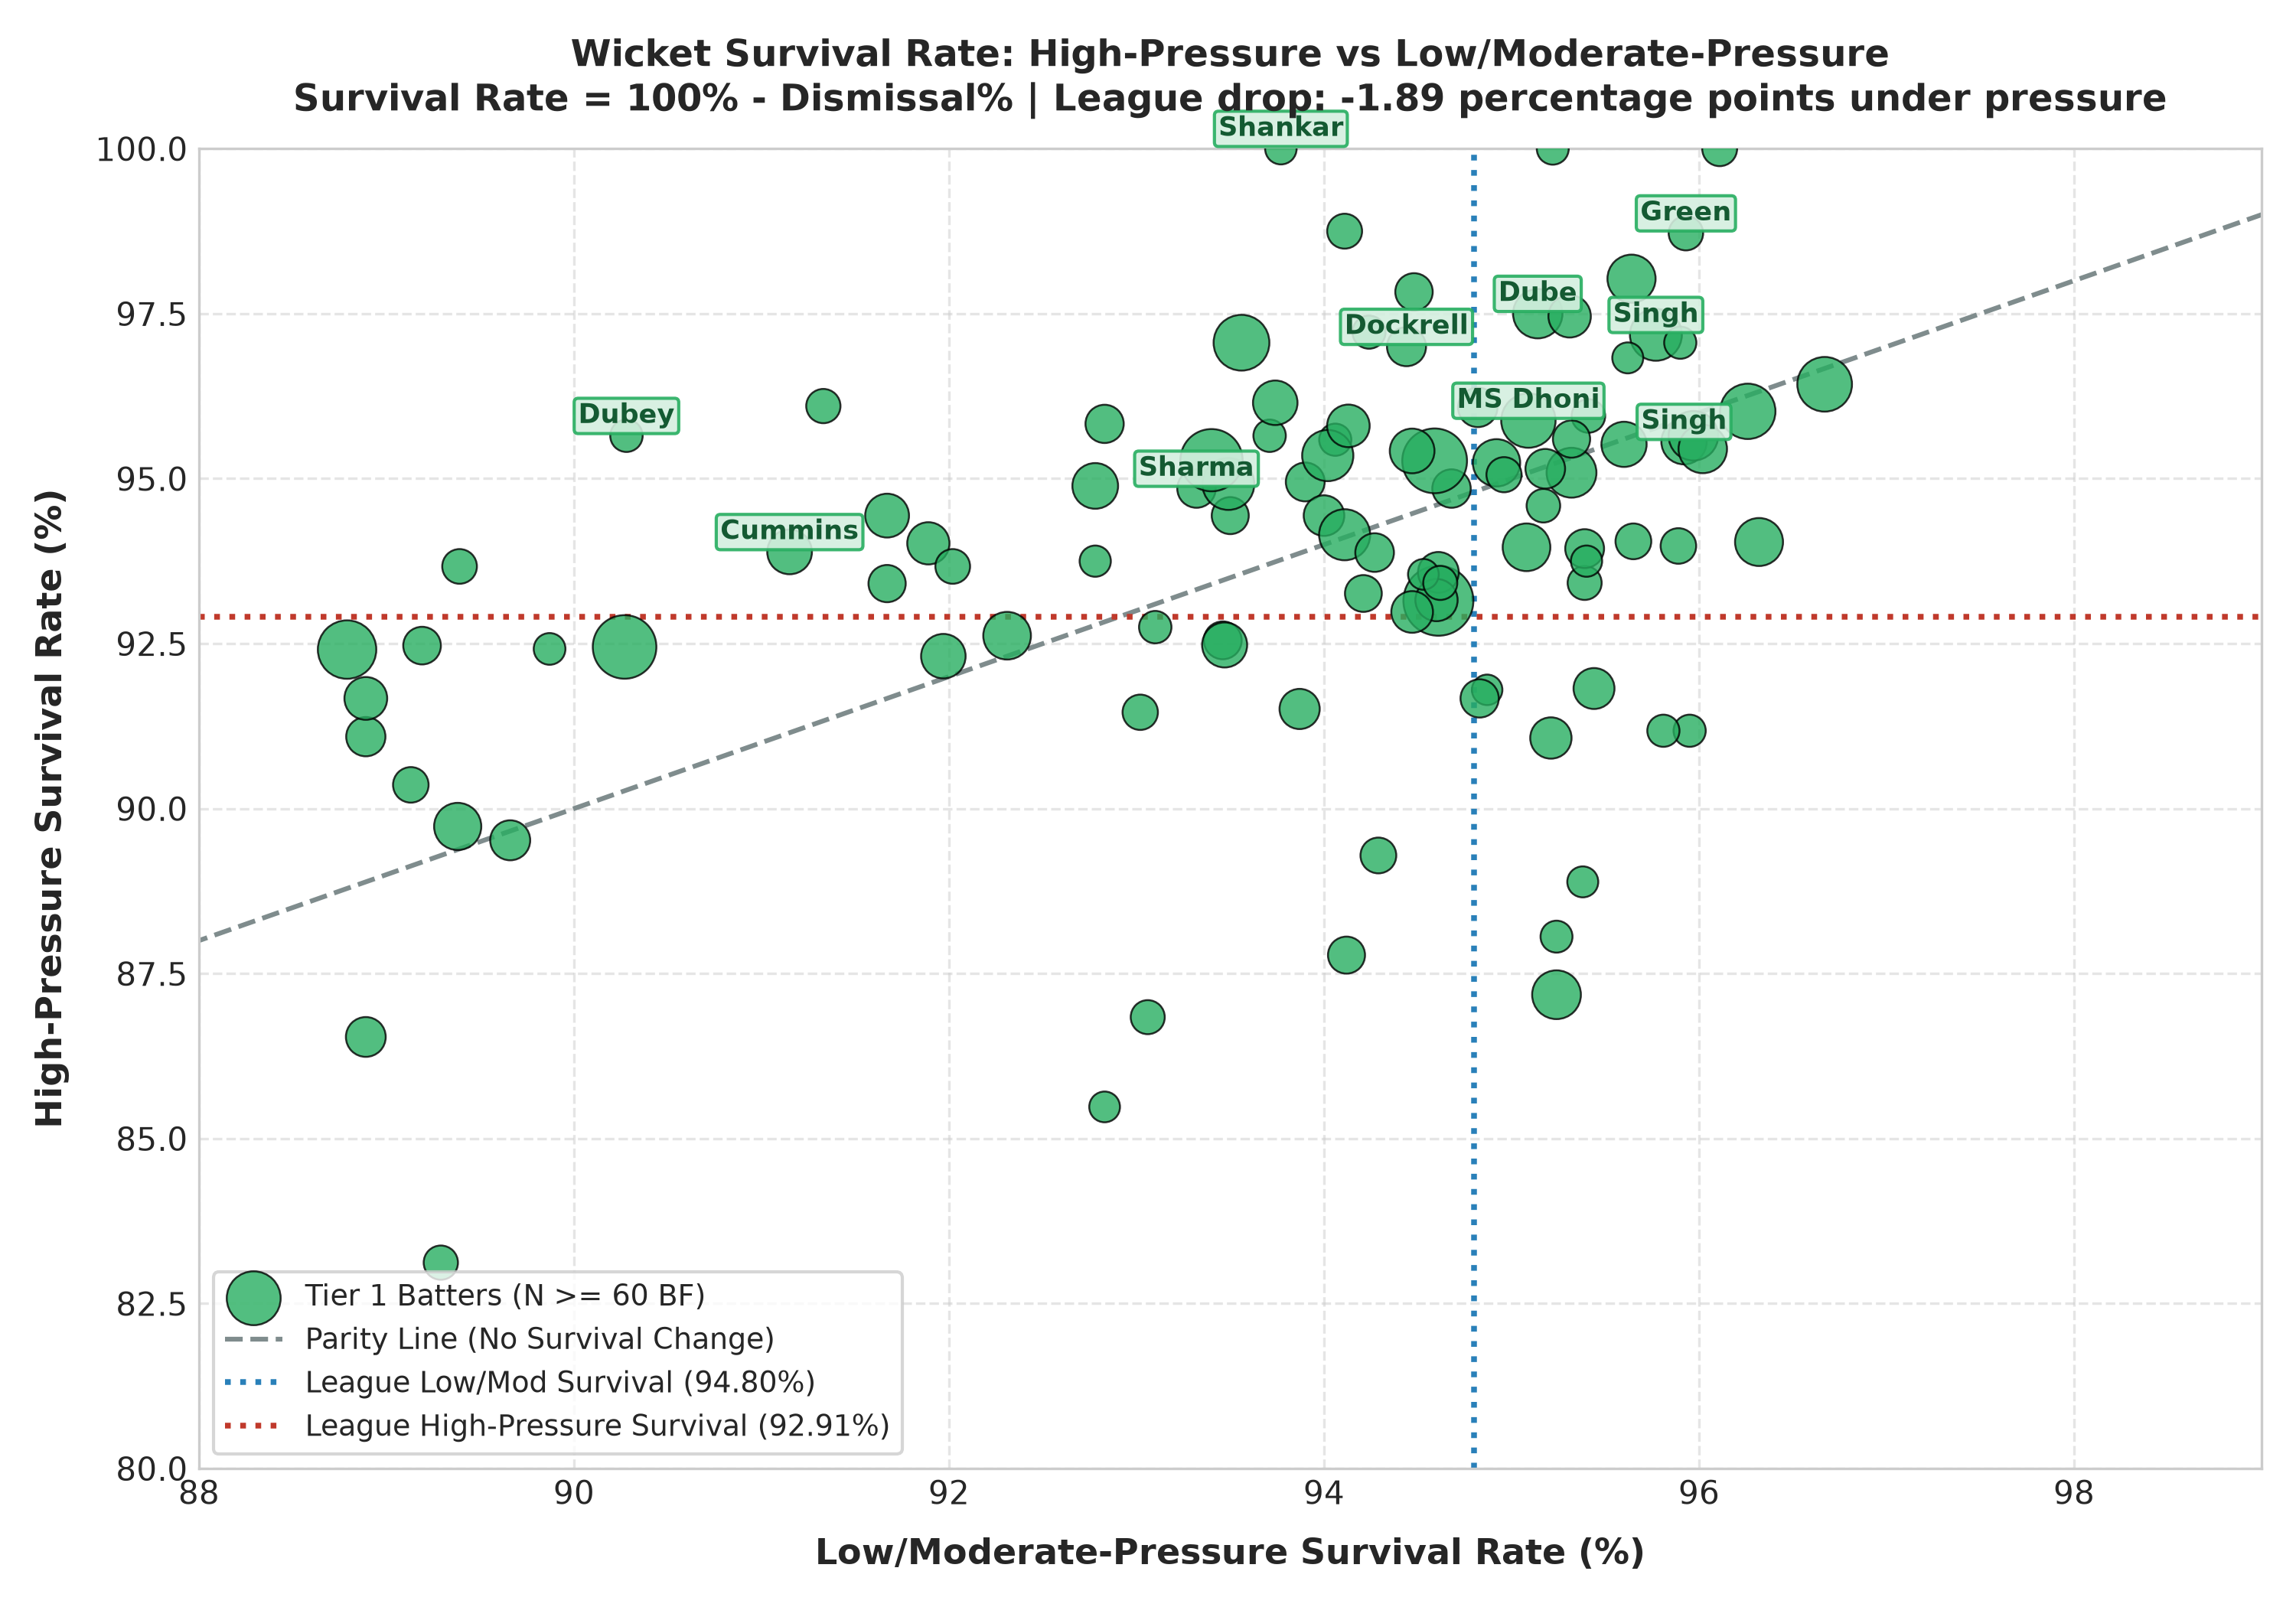 Wicket Survival Rate: High-Pressure vs Low/Moderate-Pressure
Survival Rate = 100% - Dismissal% | League drop: -1.89 percentage points under pressure
Shankar
Green
Dube
Singh
Dockrell
MS Dhoni
Singh
Dubey
Sharma
Cummins
High-Pressure Survival Rate (%)
100.0
97.5
95.0
92.5
90.0
87.5
85.0
82.5
80.0
Tier 1 Batters (N >= 60 BF)
Parity Line (No Survival Change)
League Low/Mod Survival (94.80%)
League High-Pressure Survival (92.91%)
88 90 92 94 96 98
Low/Moderate-Pressure Survival Rate (%)